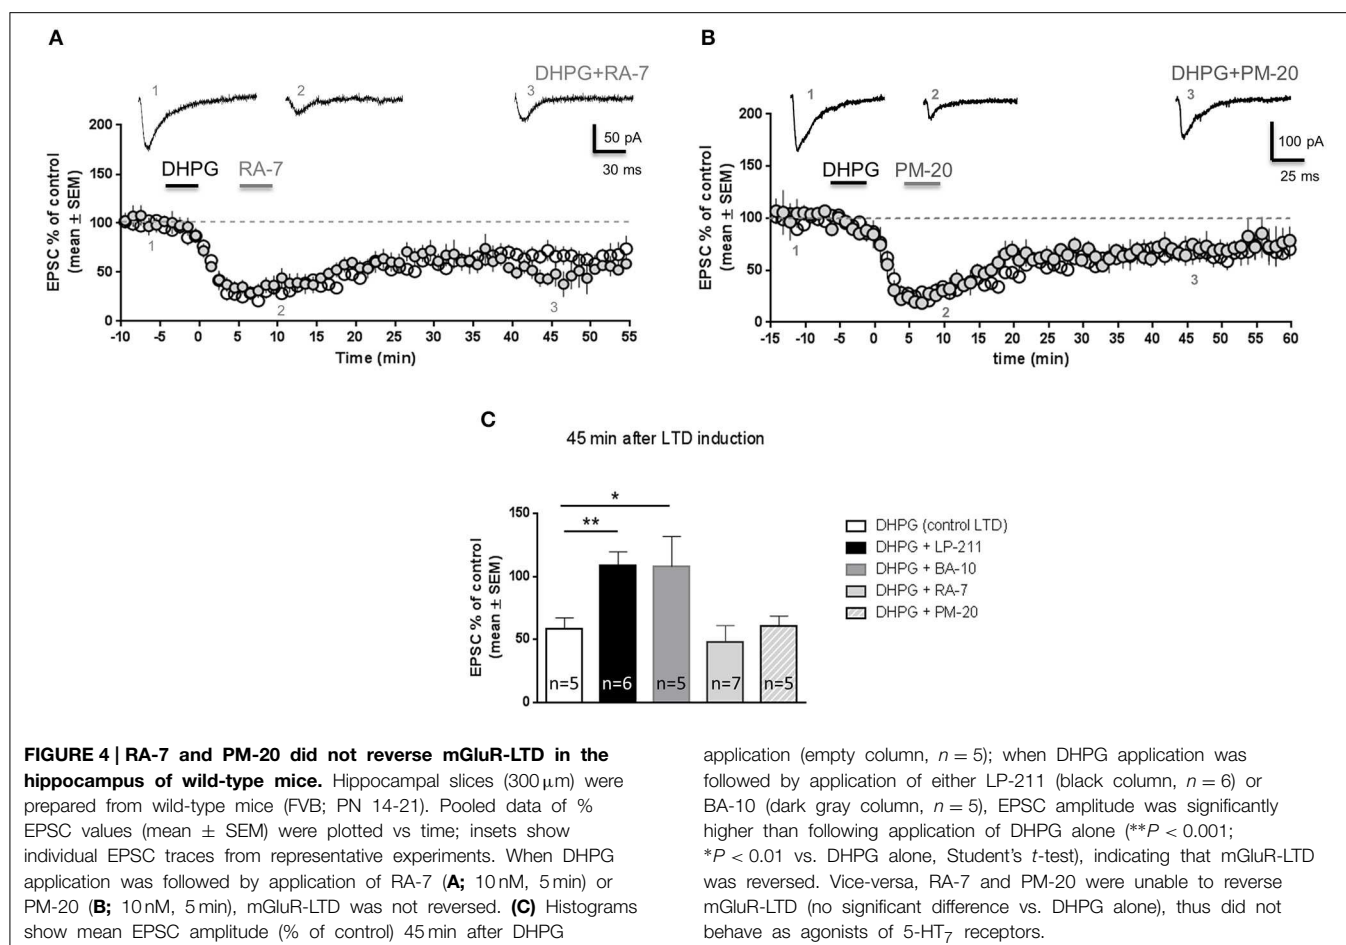 A
DHPG+RA-7
1
2
3
50 pA
30 ms
DHPG
RA-7
EPSC % of control
(mean ± SEM)
200
150
100
50
0
1
2
3
-10 -5 0 5 10 15 20 25 30 35 40 45 50 55
Time (min)
B
DHPG+PM-20
1
2
3
100 pA
25 ms
DHPG
PM-20
EPSC % of control
(mean ± SEM)
200
150
100
50
0
1
2
3
-15 -10 -5 0 5 10 15 20 25 30 35 40 45 50 55 60
time (min)
C
45 min after LTD induction
*
**
EPSC % of control
(mean ± SEM)
150
100
50
0
n=5 n=6 n=5 n=7 n=5
DHPG (control LTD)
DHPG + LP-211
DHPG + BA-10
DHPG + RA-7
DHPG + PM-20
FIGURE 4 | RA-7 and PM-20 did not reverse mGluR-LTD in the
hippocampus of wild-type mice. Hippocampal slices (300 μm) were
prepared from wild-type mice (FVB; PN 14-21). Pooled data of %
EPSC values (mean ± SEM) were plotted vs time; insets show
individual EPSC traces from representative experiments. When DHPG
application was followed by application of RA-7 (A; 10 nM, 5 min) or
PM-20 (B; 10 nM, 5 min), mGluR-LTD was not reversed. (C) Histograms
show mean EPSC amplitude (% of control) 45 min after DHPG
application (empty column, n = 5); when DHPG application was
followed by application of either LP-211 (black column, n = 6) or
BA-10 (dark gray column, n = 5), EPSC amplitude was significantly
higher than following application of DHPG alone (**P < 0.001;
*P < 0.01 vs. DHPG alone, Student's t-test), indicating that mGluR-LTD
was reversed. Vice-versa, RA-7 and PM-20 were unable to reverse
mGluR-LTD (no significant difference vs. DHPG alone), thus did not
behave as agonists of 5-HT7 receptors.